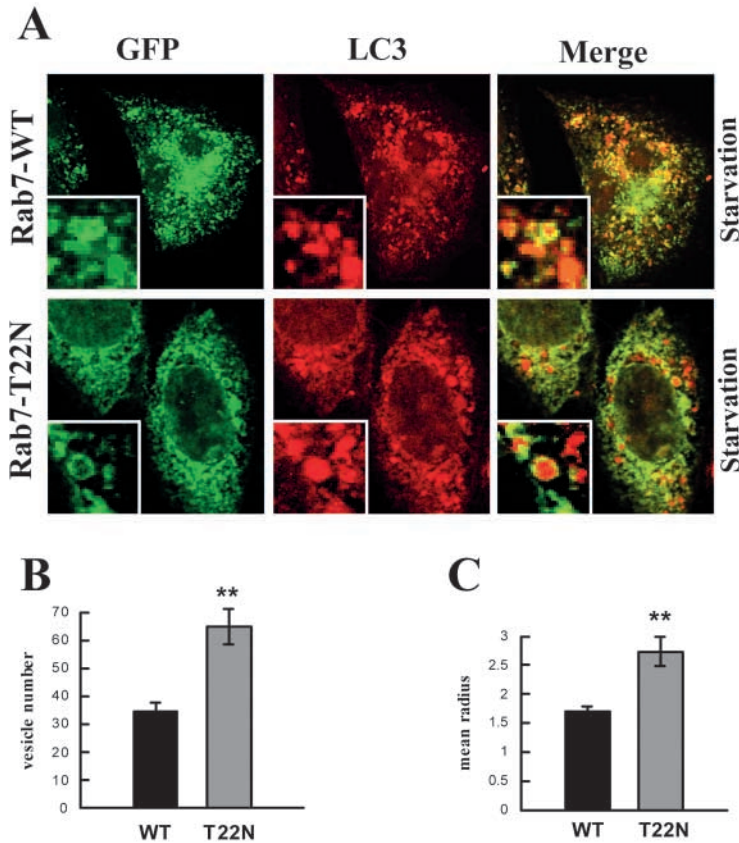 A
GFP LC3 Merge
Rab7-WT
Starvation
Rab7-T22N
Starvation
B
vesicle number
70
60
50
40
30
20
10
0
**
WT T22N
C
mean radius
3
2.5
2
1.5
1
0.5
0
**
WT T22N